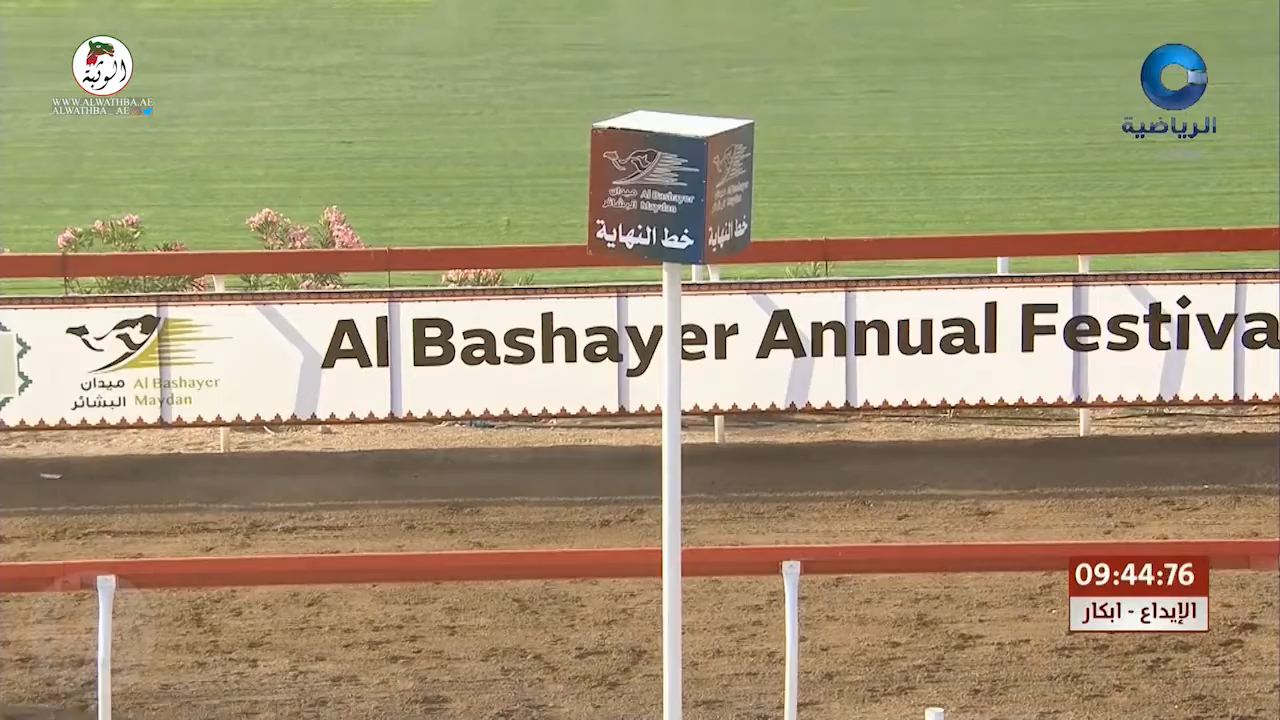 الوثبة
WWW.ALWATHBA.AE
ALWATHBA_AE
الرياضية
ميدان Al Bashayer
البشائر Maydan
خط النهاية
خط النهاية
Al Bashayer Annual Festiva
ميدان Al Bashayer
البشائر Maydan
09:44:76
الإيداع - ابكار